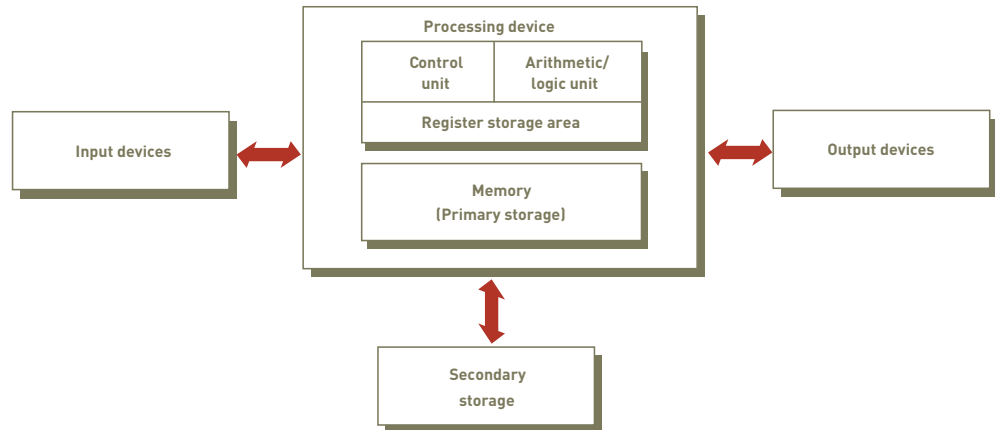 Processing device
Control
unit
Arithmetic/
logic unit
Register storage area
Input devices
Output devices
Memory
(Primary storage)
Secondary
storage